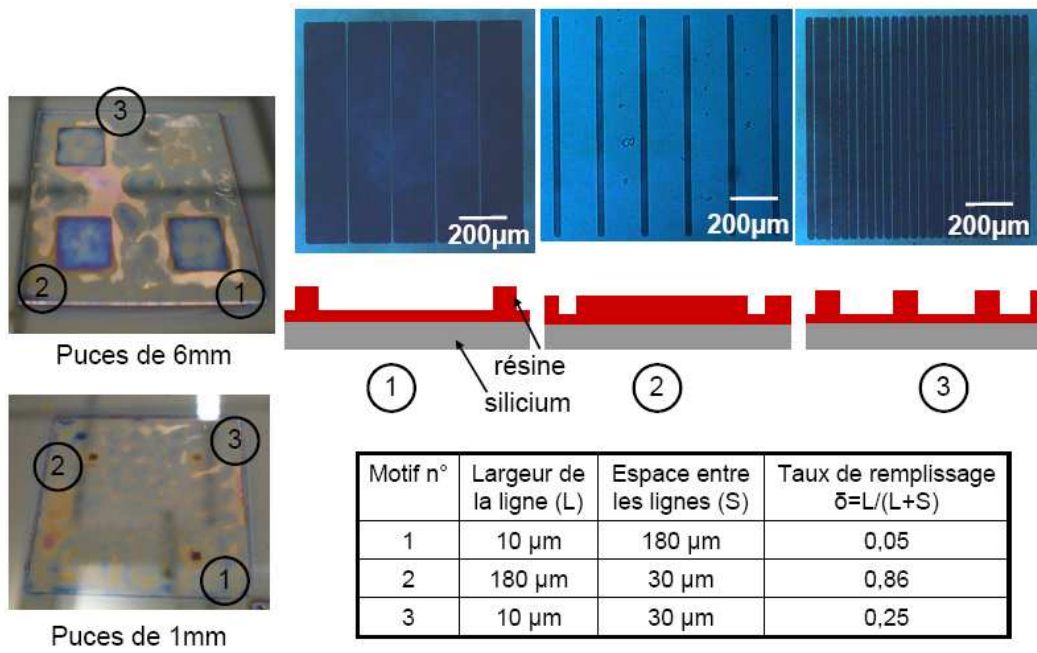 3
2
1
Puces de 6mm
2
3
1
Puces de 1mm
200µm
200µm
200µm
résine
silicium
1
2
3
Motif n° Largeur de la ligne (L) Espace entre les lignes (S) Taux de remplissage δ=L/(L+S)
1 10 µm 180 µm 0,05
2 180 µm 30 µm 0,86
3 10 µm 30 µm 0,25